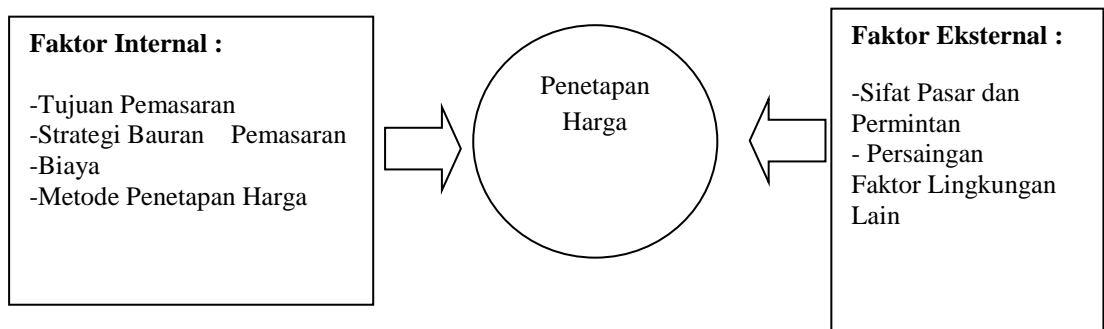 Faktor Internal :
-Tujuan Pemasaran
-Strategi Bauran Pemasaran
-Biaya
-Metode Penetapan Harga
Penetapan
Harga
Faktor Eksternal :
-Sifat Pasar dan
Permintan
- Persaingan
Faktor Lingkungan
Lain